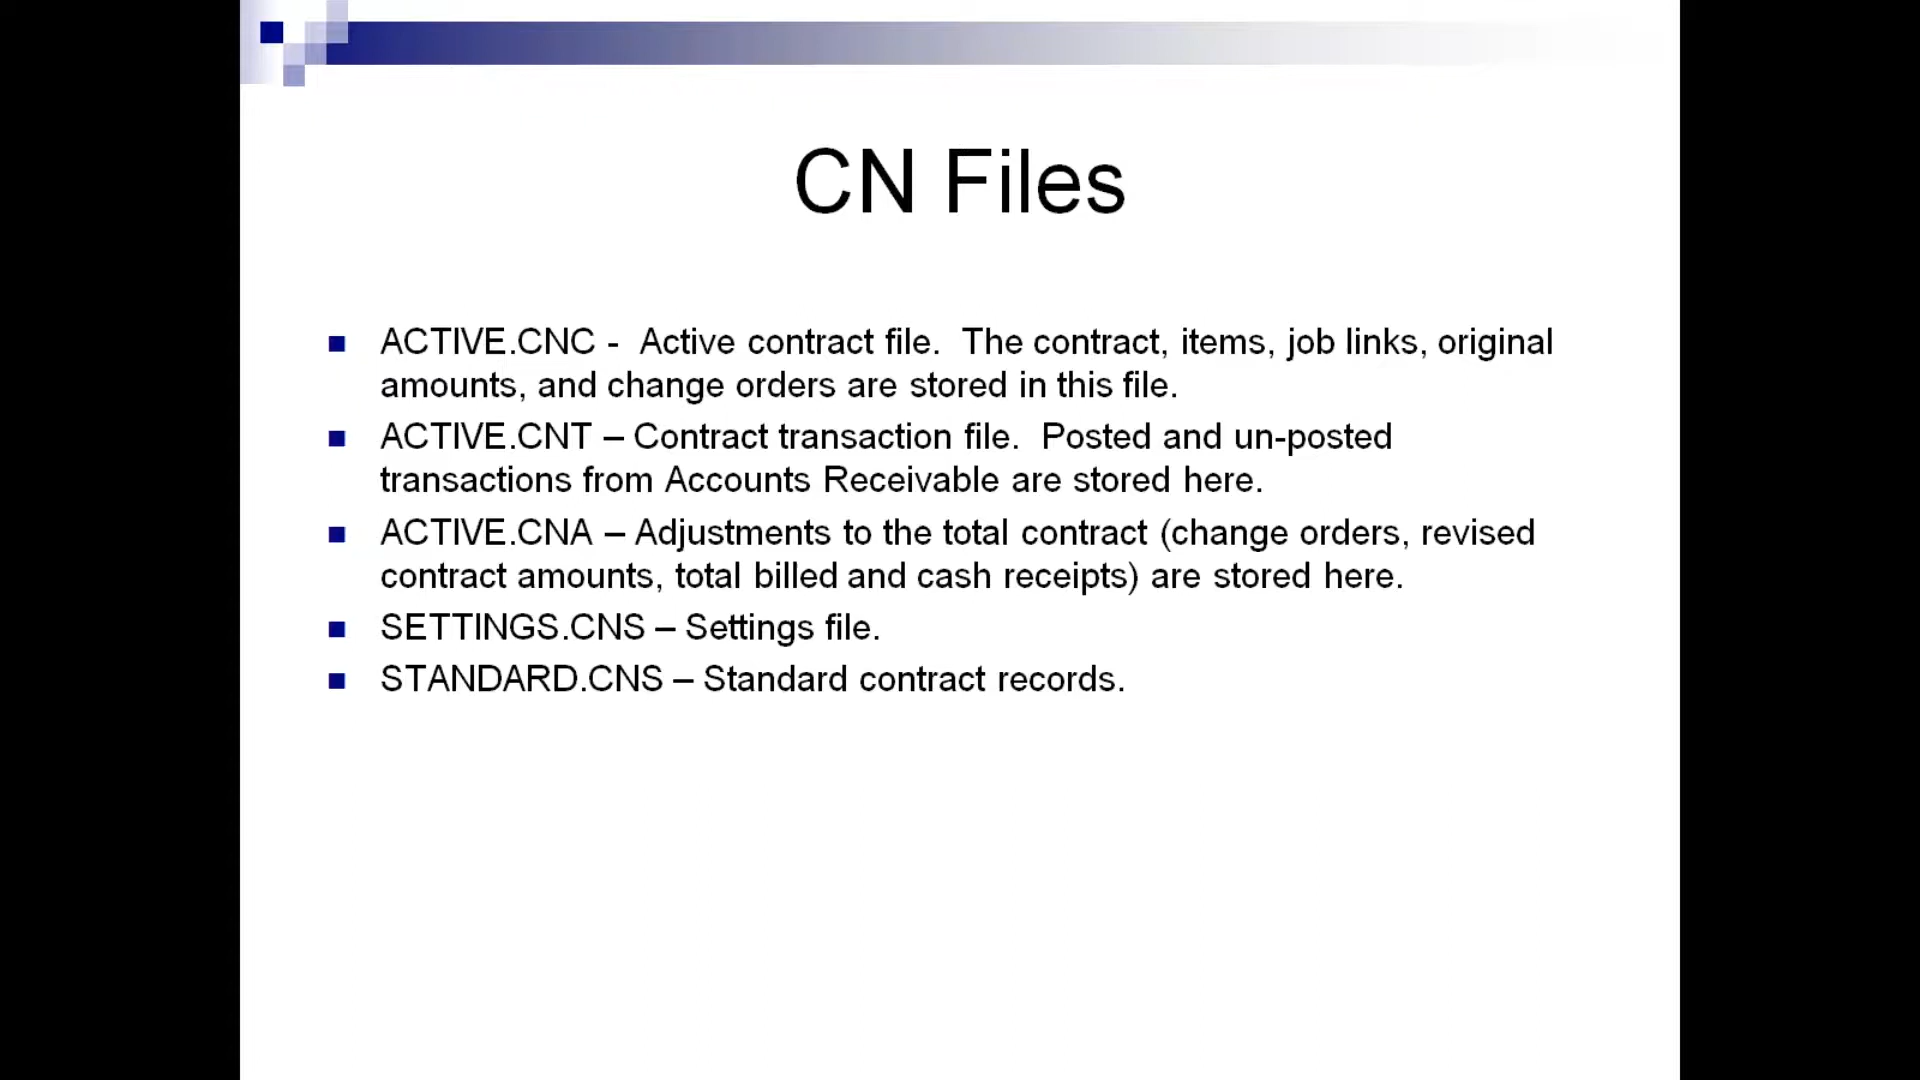 CN Files
ACTIVE.CNC -  Active contract file.  The contract, items, job links, original
amounts, and change orders are stored in this file.
ACTIVE.CNT – Contract transaction file.  Posted and un-posted
transactions from Accounts Receivable are stored here.
ACTIVE.CNA – Adjustments to the total contract (change orders, revised
contract amounts, total billed and cash receipts) are stored here.
SETTINGS.CNS – Settings file.
STANDARD.CNS – Standard contract records.